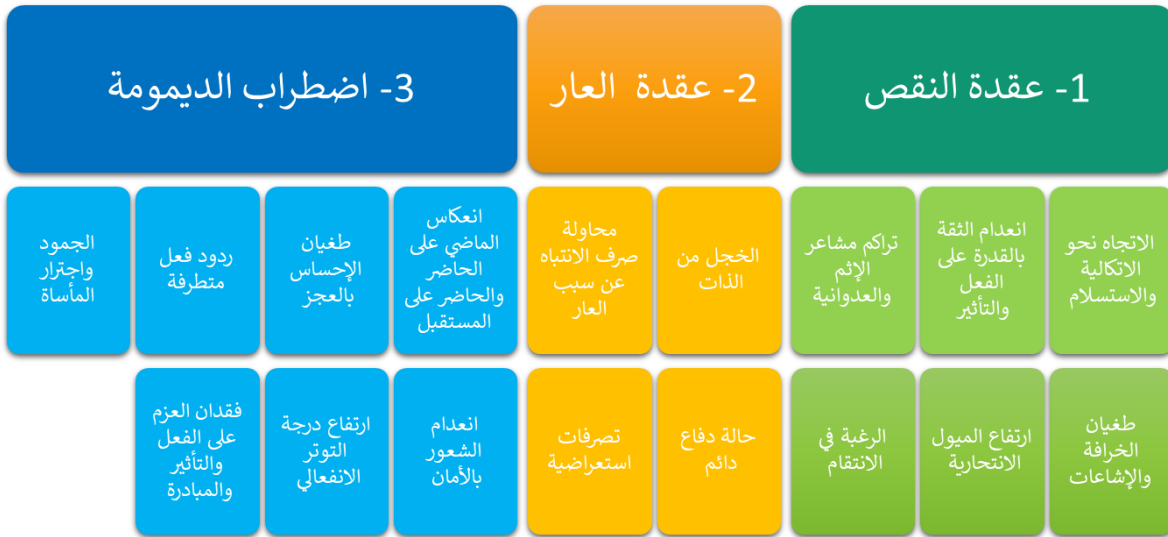 1- عقدة النقص
2- عقدة العار
3- اضطراب الديمومة
الاتجاه نحو
الاتكالية
والاستسلام
انعدام الثقة
بالقدرة على
الفعل
والتأثير
تراكم مشاعر
الإثم
والعدوانية
الخجل من
الذات
محاولة
صرف الانتباه
عن سبب
العار
انعكاس
الماضي على
الحاضر
والحاضر على
المستقبل
طغيان
الإحساس
بالعجز
ردود فعل
متطرفة
الجمود
واجترار
المأساة
طغيان
الخرافة
والإشاعات
ارتفاع الميول
الانتحارية
الرغبة في
الانتقام
حالة دفاع
دائم
تصرفات
استعراضية
انعدام
الشعور
بالأمان
ارتفاع درجة
التوتر
الانفعالي
فقدان العزم
على الفعل
والتأثير
والمبادرة